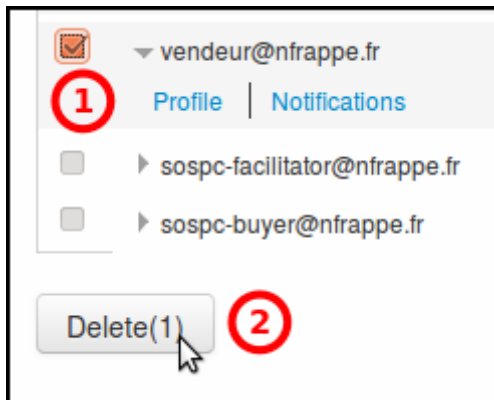 vendeur@nfrappe.fr
1 Profile | Notifications
sospc-facilitator@nfrappe.fr
sospc-buyer@nfrappe.fr
Delete(1) 2